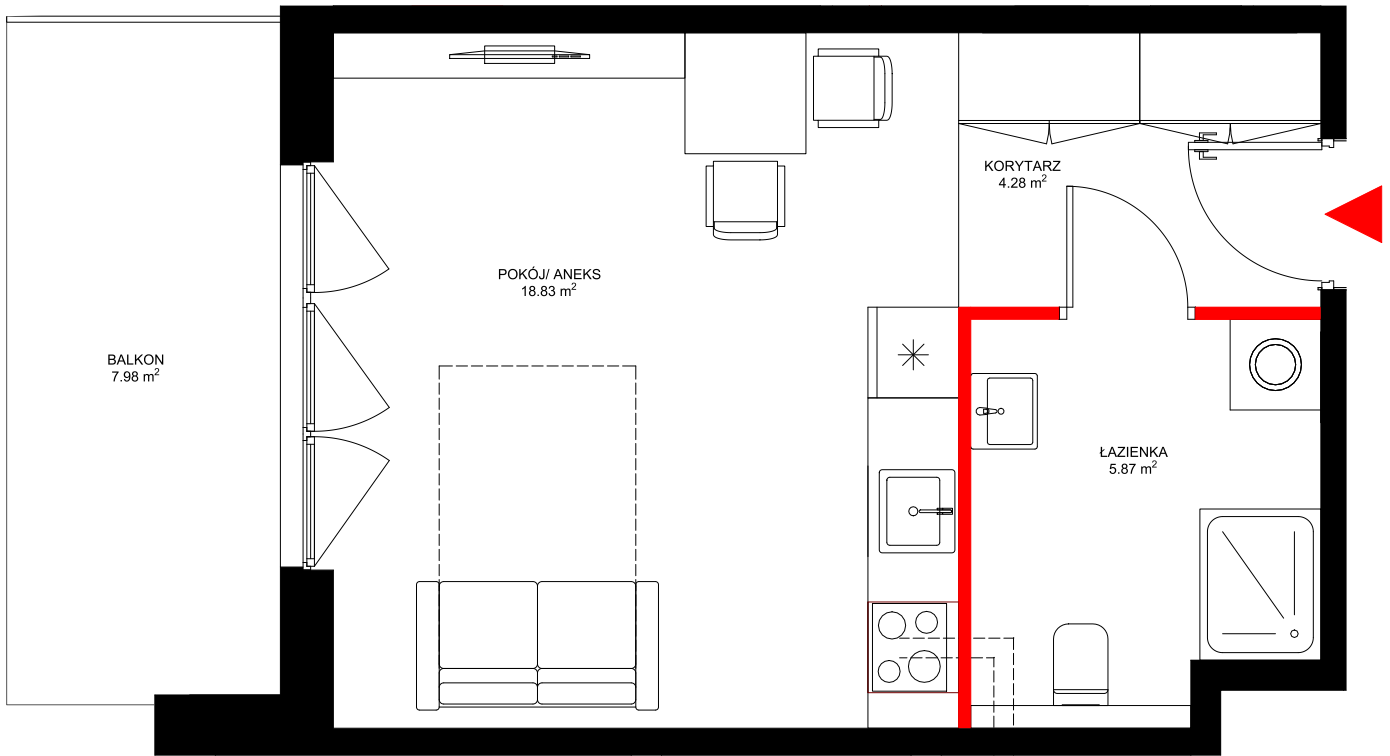 KORYTARZ
4.28 m²
POKÓJ/ ANEKS
18.83 m²
BALKON
7.98 m²
ŁAZIENKA
5.87 m²